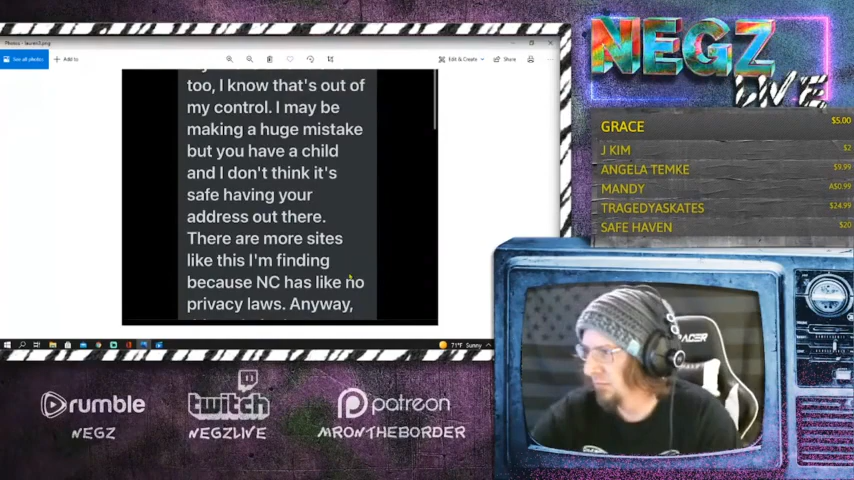 Photos - lauren3.png
See all photos
Add to
Edit & Create
Share
too, I know that's out of
my control. I may be
making a huge mistake
but you have a child
and I don't think it's
safe having your
address out there.
There are more sites
like this I'm finding
because NC has like no
privacy laws. Anyway,
71°F Sunny
NEGZ
LIVE
GRACE $5.00
J KIM $2
ANGELA TEMKE $9.99
MANDY A$0.99
TRAGEDYASKATES $24.99
SAFE HAVEN $20
rumble
NEGZ
twitch
NEGZLIVE
patreon
MRONTHEBORDER